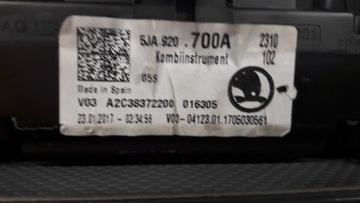 5JA.920 .700A 2310
Kombiinstrument 102
05S
Made in Spain
V03 A2C38372200 016305
23.01.2017 - 03:34:56 V03-04123.01.1705030561